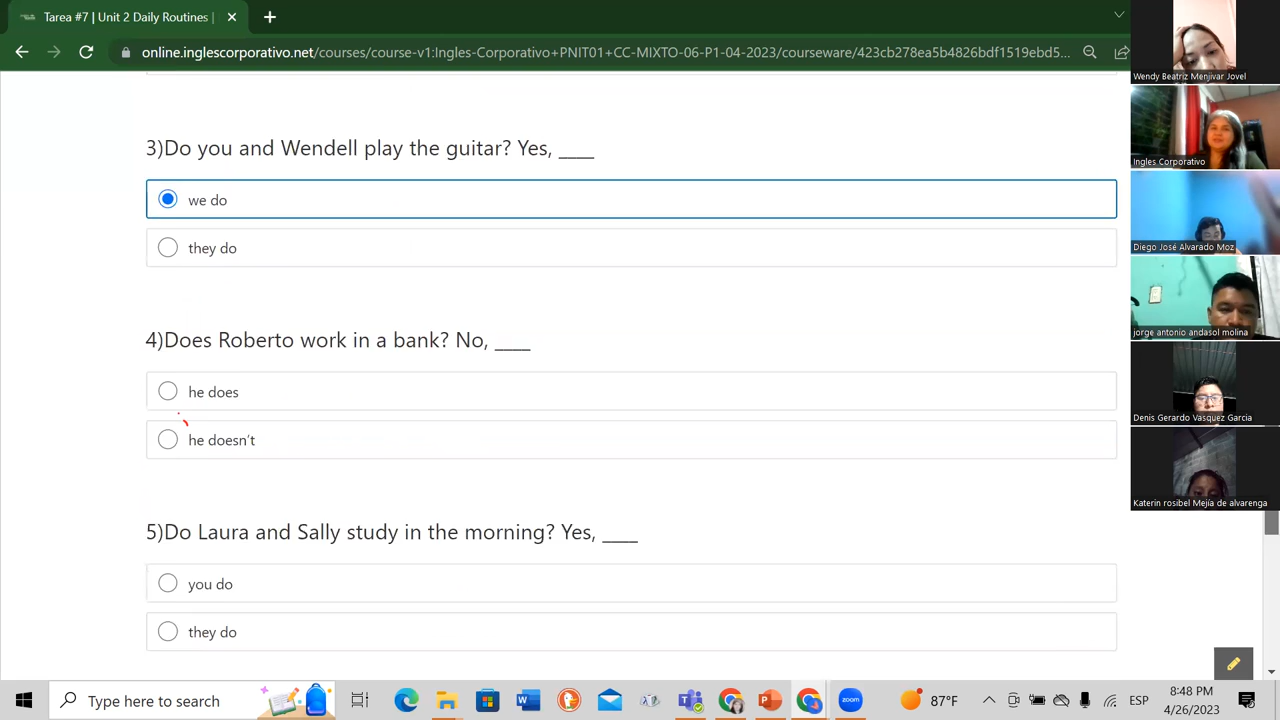 Tarea #7 | Unit 2 Daily Routines |
online.inglescorporativo.net/courses/course-v1:Ingles-Corporativo+PNIT01+CC-MIXTO-06-P1-04-2023/courseware/423cb278ea5b4826bdf1519ebd5...
Wendy Beatriz Menjivar Jovel
Ingles Corporativo
3)Do you and Wendell play the guitar? Yes, ____
we do
they do
Diego José Alvarado Moz
4)Does Roberto work in a bank? No, ____
jorge antonio andasol molina
he does
Denis Gerardo Vasquez Garcia
he doesn't
Katerin rosibel Mejía de alvarenga
5)Do Laura and Sally study in the morning? Yes, ____
you do
they do
Type here to search
zoom
87°F
ESP
8:48 PM
4/26/2023